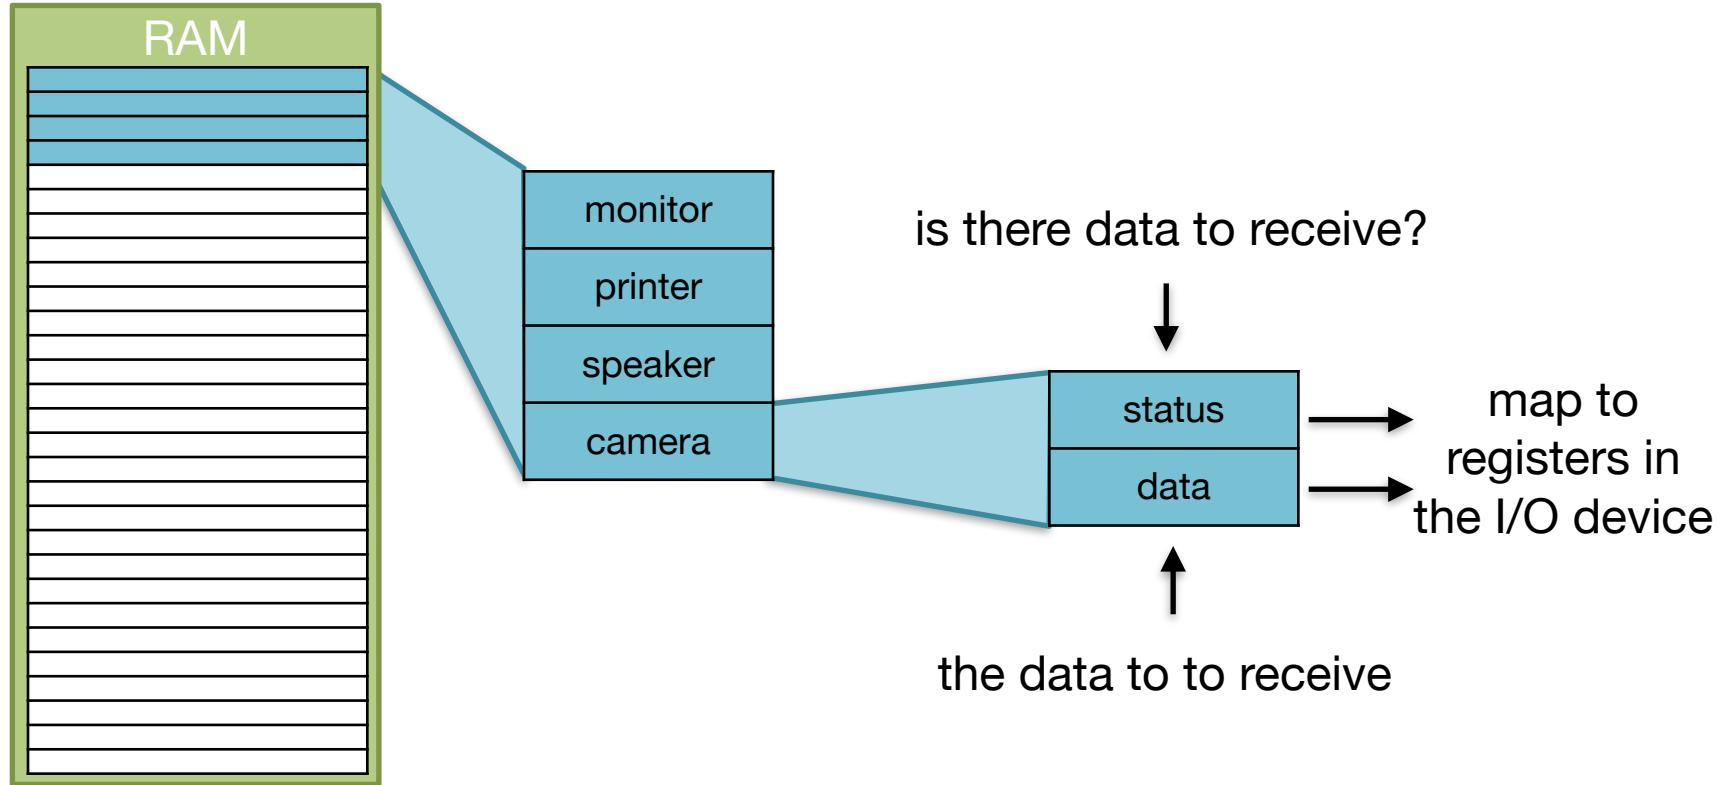 RAM
monitor
printer
speaker
camera
is there data to receive?
status
data
map to
registers in
the I/O device
the data to to receive